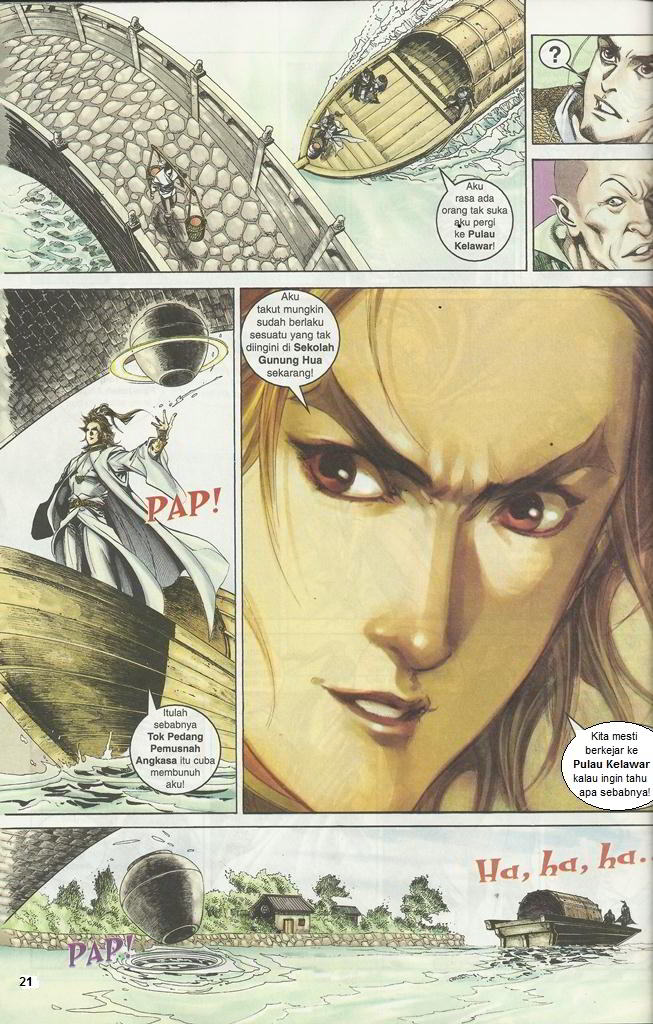 ?
Aku
rasa ada
orang tak suka
aku pergi
ke Pulau
Kelawar!
Aku
takut mungkin
sudah berlaku
sesuatu yang tak
diingini di Sekolah
Gunung Hua
sekarang!
PAP!
Itulah
sebabnya
Tok Pedang
Pemusnah
Angkasa itu cuba
membunuh
aku!
Kita mesti
berkejar ke
Pulau Kelawar
kalau ingin tahu
apa sebabnya!
Ha, ha, ha..
PAP!
21